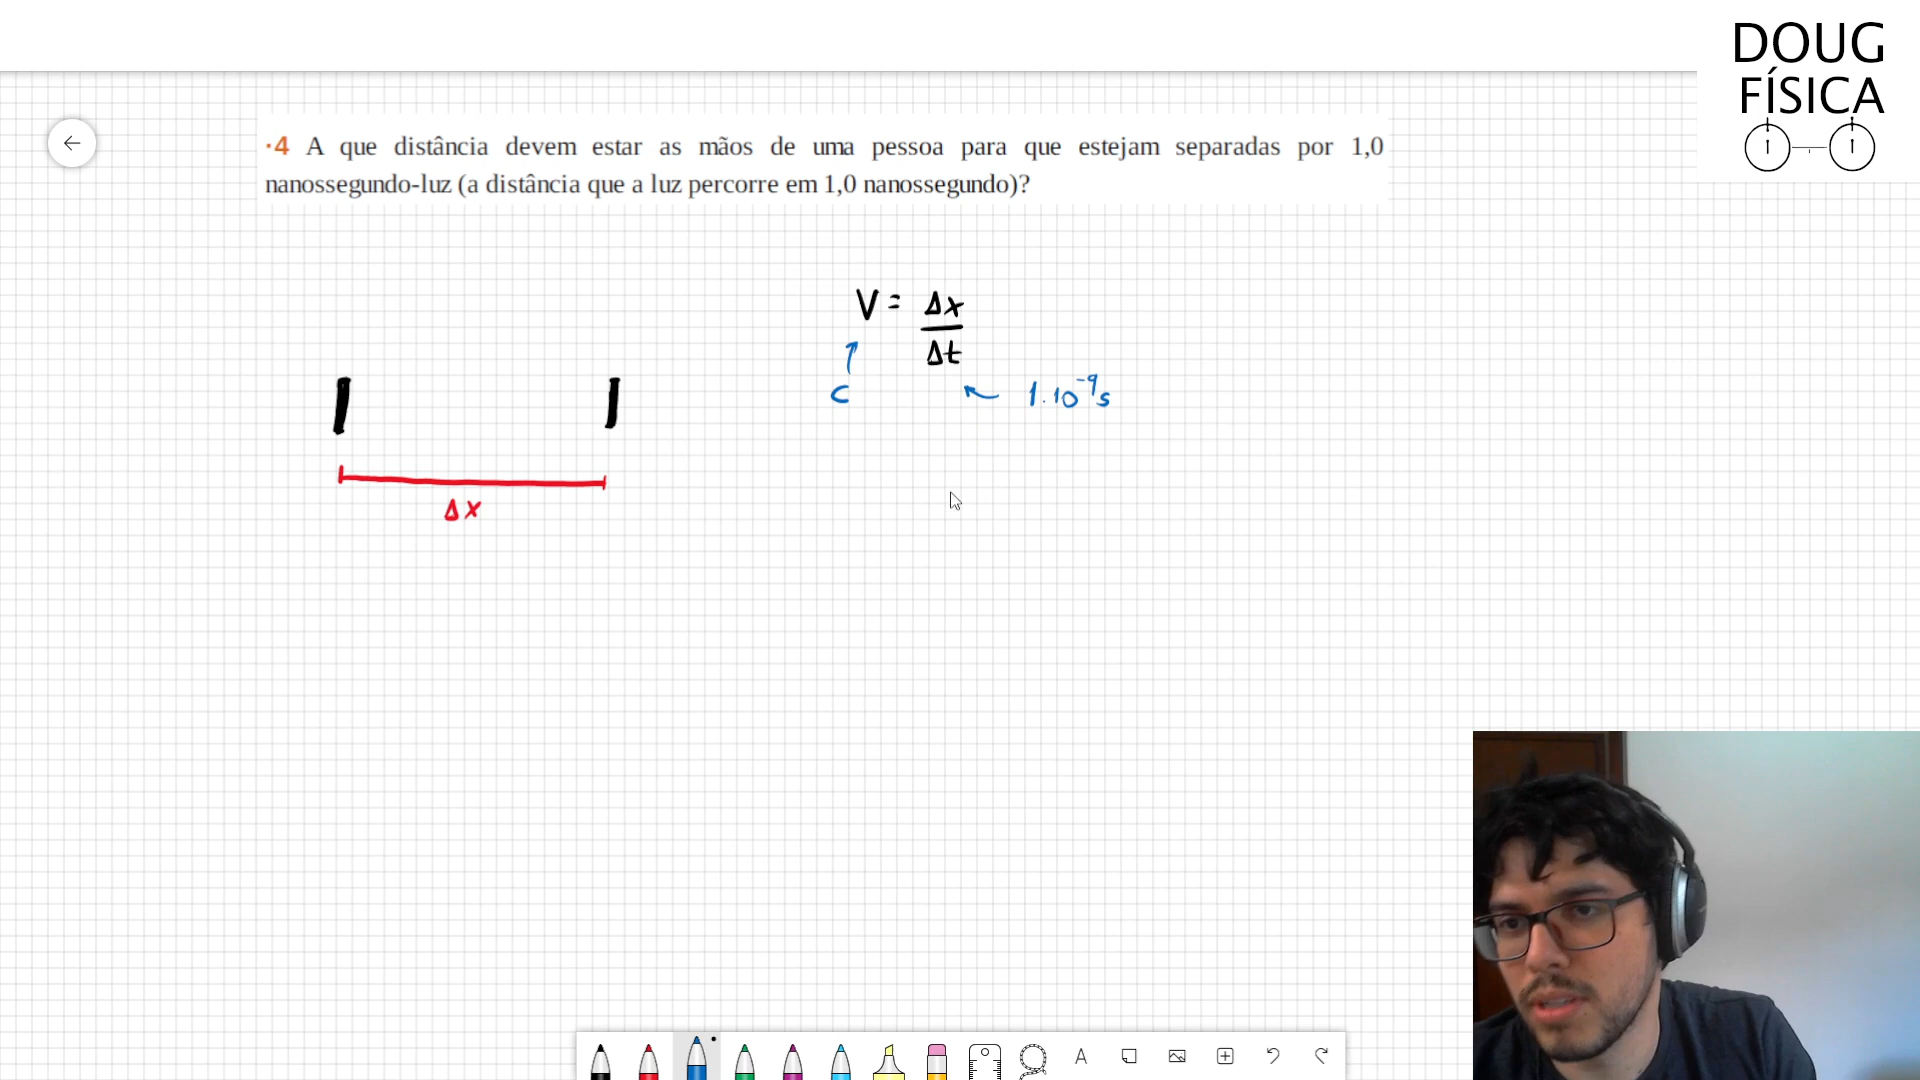 DOUG
FÍSICA
·4 A que distância devem estar as mãos de uma pessoa para que estejam separadas por 1,0
nanossegundo-luz (a distância que a luz percorre em 1,0 nanossegundo)?
V = Δx
Δt
C
1.10⁻⁹s
Δx
A